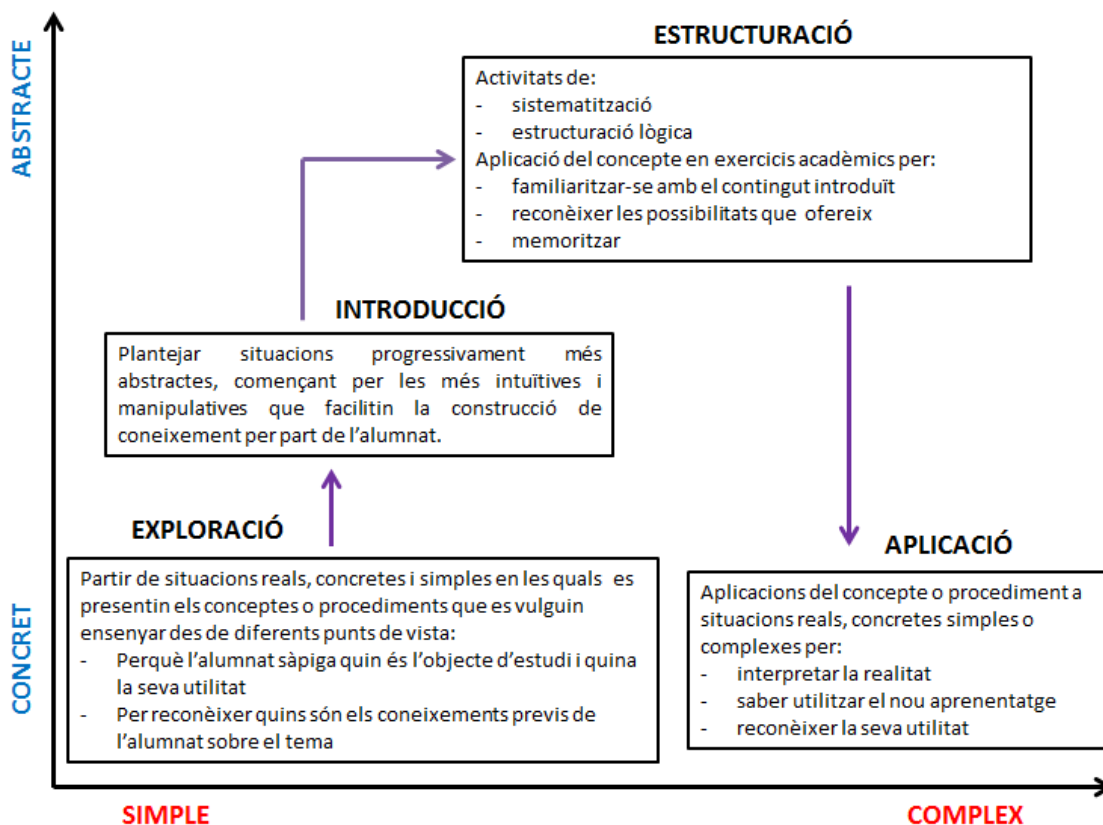 ABSTRACTE
ESTRUCTURACIÓ
Activitats de:
- sistematització
- estructuració lògica
Aplicació del concepte en exercicis acadèmics per:
- familiaritzar-se amb el contingut introduït
- reconèixer les possibilitats que ofereix
- memoritzar
INTRODUCCIÓ
Plantejar situacions progressivament més
abstractes, començant per les més intuïtives i
manipulatives que facilitin la construcció de
coneixement per part de l'alumnat.
EXPLORACIÓ
Partir de situacions reals, concretes i simples en les quals es
presentin els conceptes o procediments que es vulguin
ensenyar des de diferents punts de vista:
- Perquè l'alumnat sàpiga quin és l'objecte d'estudi i quina
la seva utilitat
- Per reconèixer quins són els coneixements previs de
l'alumnat sobre el tema
APLICACIÓ
Aplicacions del concepte o procediment a
situacions reals, concretes simples o
complexes per:
- interpretar la realitat
- saber utilitzar el nou aprenentatge
- reconèixer la seva utilitat
CONCRET
SIMPLE
COMPLEX